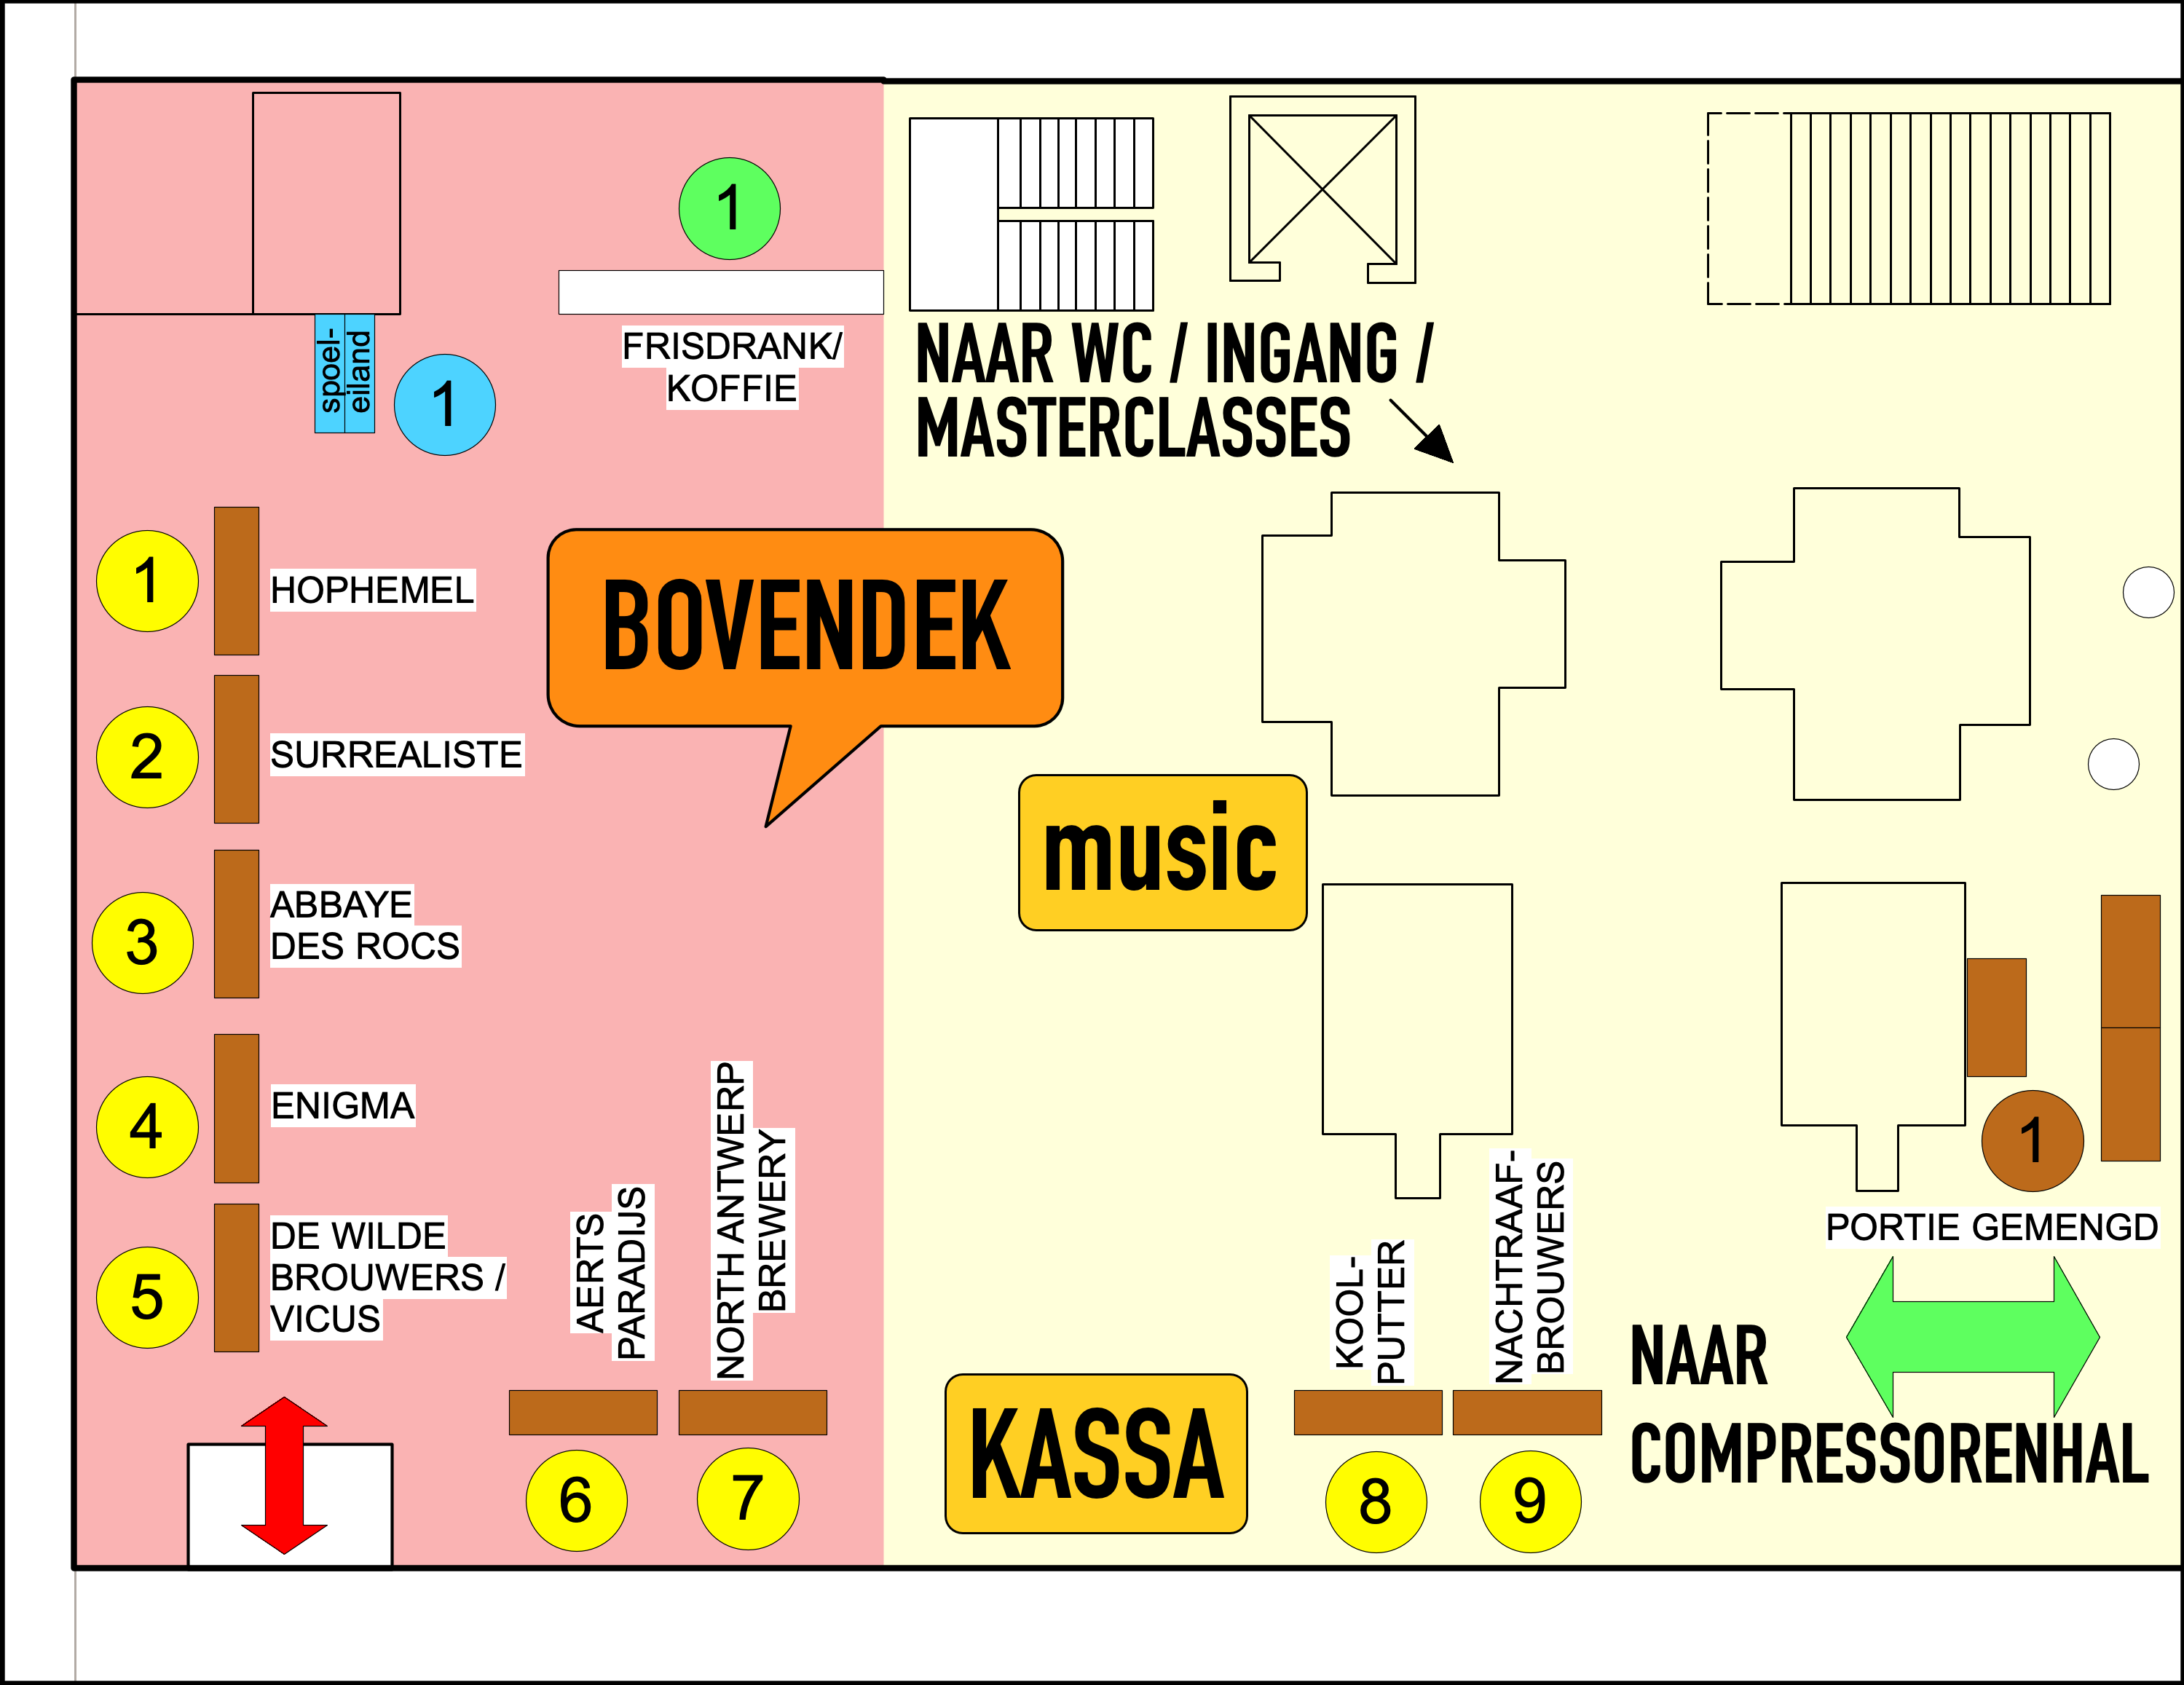 1
spoel-
eiland
1
FRISDRANK/
KOFFIE
NAAR WC / INGANG /
MASTERCLASSES
BOVENDEK
music
1
HOPHEMEL
2
SURREALISTE
3
ABBAYE
DES ROCS
4
ENIGMA
5
DE WILDE
BROUWERS /
VICUS
AERTS
PARADIJS
6
NORTH ANTWERP
BREWERY
7
KASSA
KOOL-
PUTTER
8
NACHTRAAF-
BROUWERS
9
1
PORTIE GEMENGD
NAAR
COMPRESSORENHAL